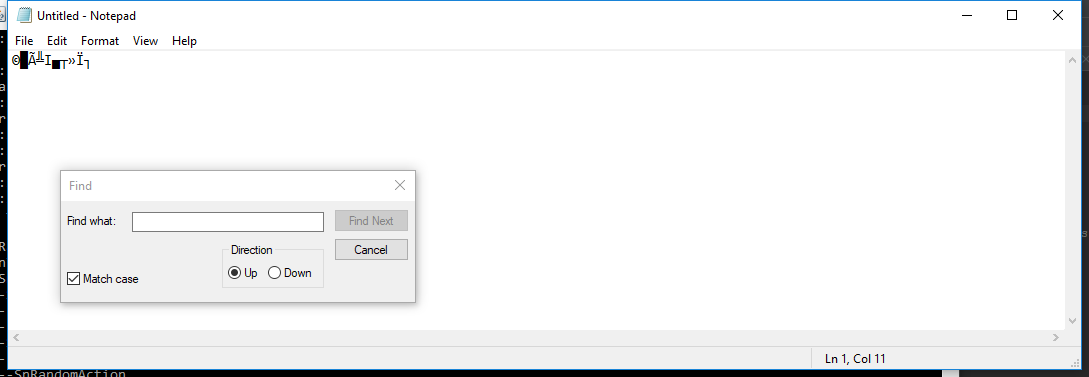 Untitled - Notepad
File Edit Format View Help
⊙█Ã╩I▄┬»Ï┐
Find
Find what:
Find Next
Direction
Cancel
Up Down
Match case
Ln 1, Col 11
--SnRandomAction